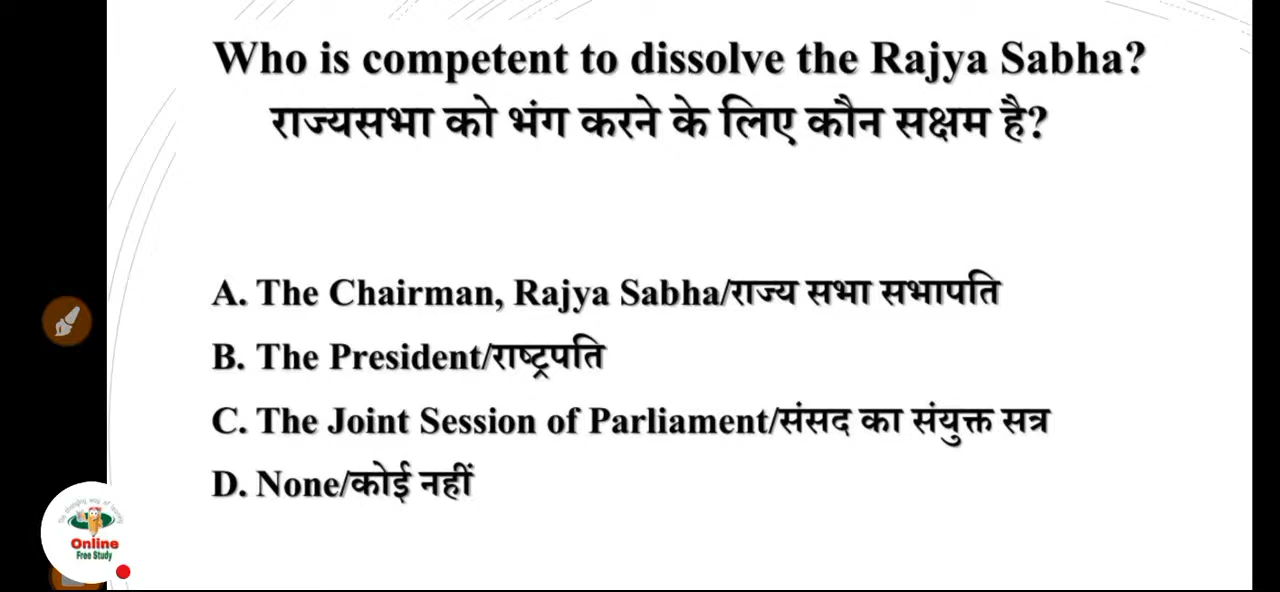 Who is competent to dissolve the Rajya Sabha?
राज्यसभा को भंग करने के लिए कौन सक्षम है?
A. The Chairman, Rajya Sabha/राज्य सभा सभापति
B. The President/राष्ट्रपति
C. The Joint Session of Parliament/संसद का संयुक्त सत्र
D. None/कोई नहीं
Online
Free Study